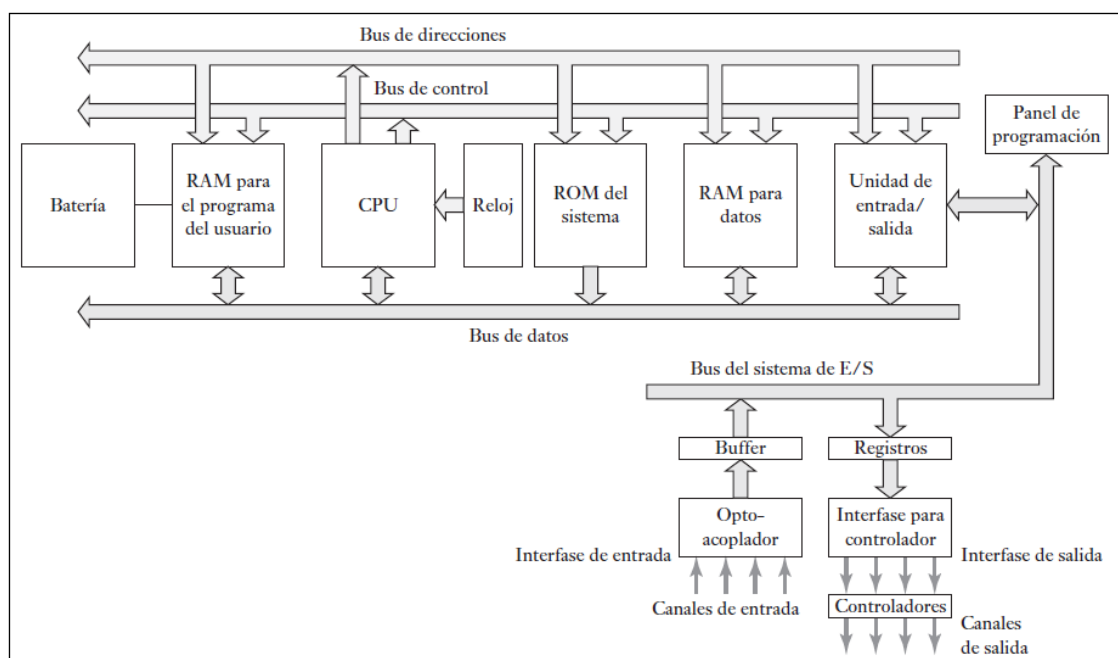 Bus de direcciones
Bus de control
Panel de
programación
Batería
RAM para
el programa
del usuario
CPU
Reloj
ROM del
sistema
RAM para
datos
Unidad de
entrada/
salida
Bus de datos
Bus del sistema de E/S
Buffer
Registros
Opto-
acoplador
Interfase para
controlador
Interfase de entrada
Interfase de salida
Canales de entrada
Controladores
Canales
de salida